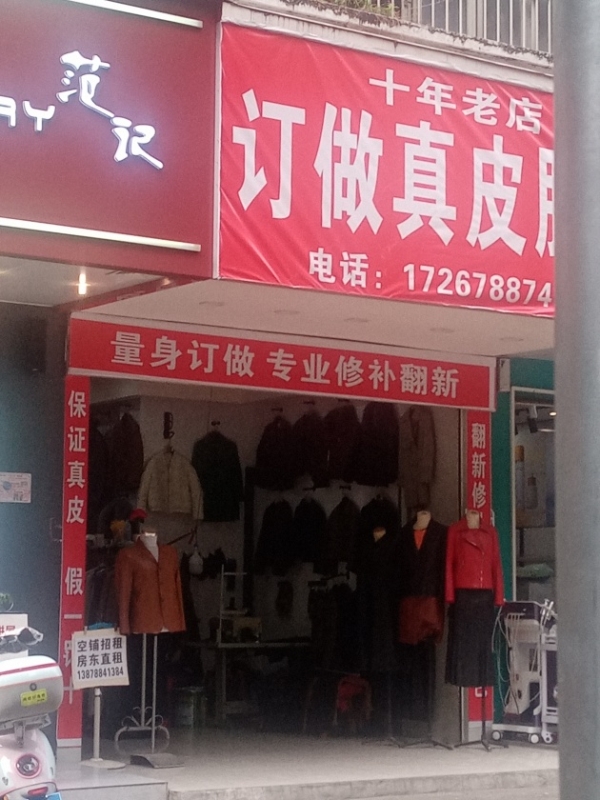 范记
十年老店
订做真皮
电话：172678874
量身订做 专业修补翻新
保证真皮 假一
翻新修
空铺招租
房东直租
13878841384